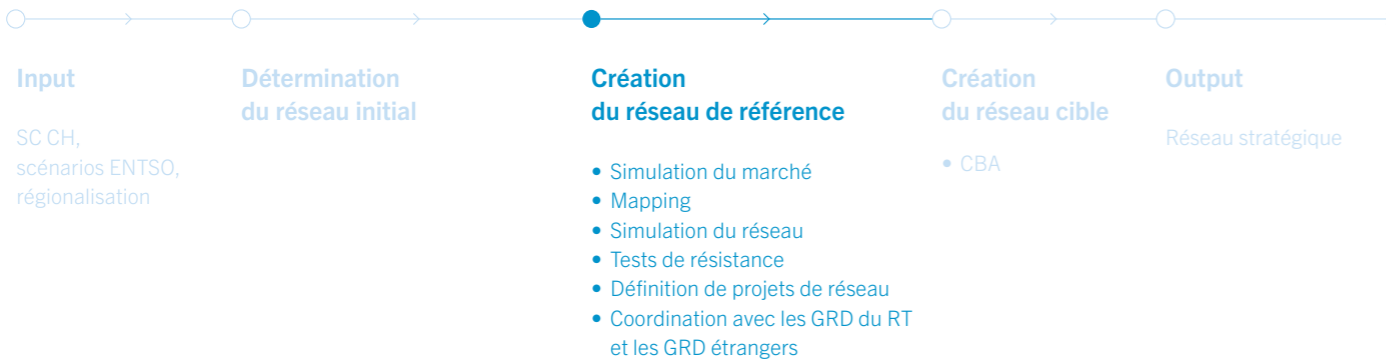 Input
SC CH,
scénarios ENTSO,
régionalisation
Détermination
du réseau initial
Création
du réseau de référence
• Simulation du marché
• Mapping
• Simulation du réseau
• Tests de résistance
• Définition de projets de réseau
• Coordination avec les GRD du RT
et les GRD étrangers
Création
du réseau cible
• CBA
Output
Réseau stratégique